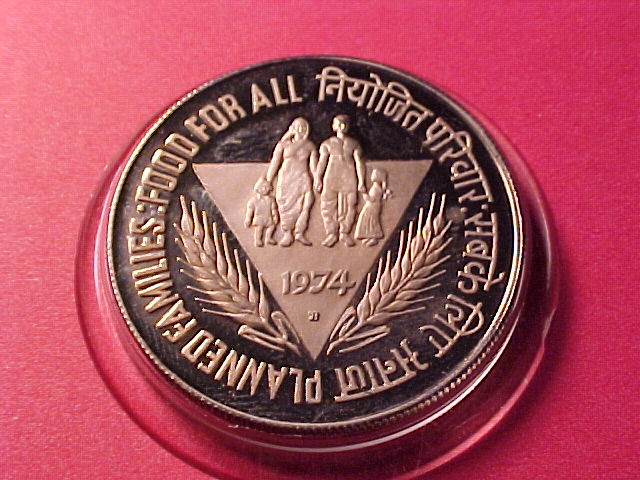 PLANNED FAMILIES: FOOD FOR ALL
नियोजित परिवार: सबके लिए अनाज
1974